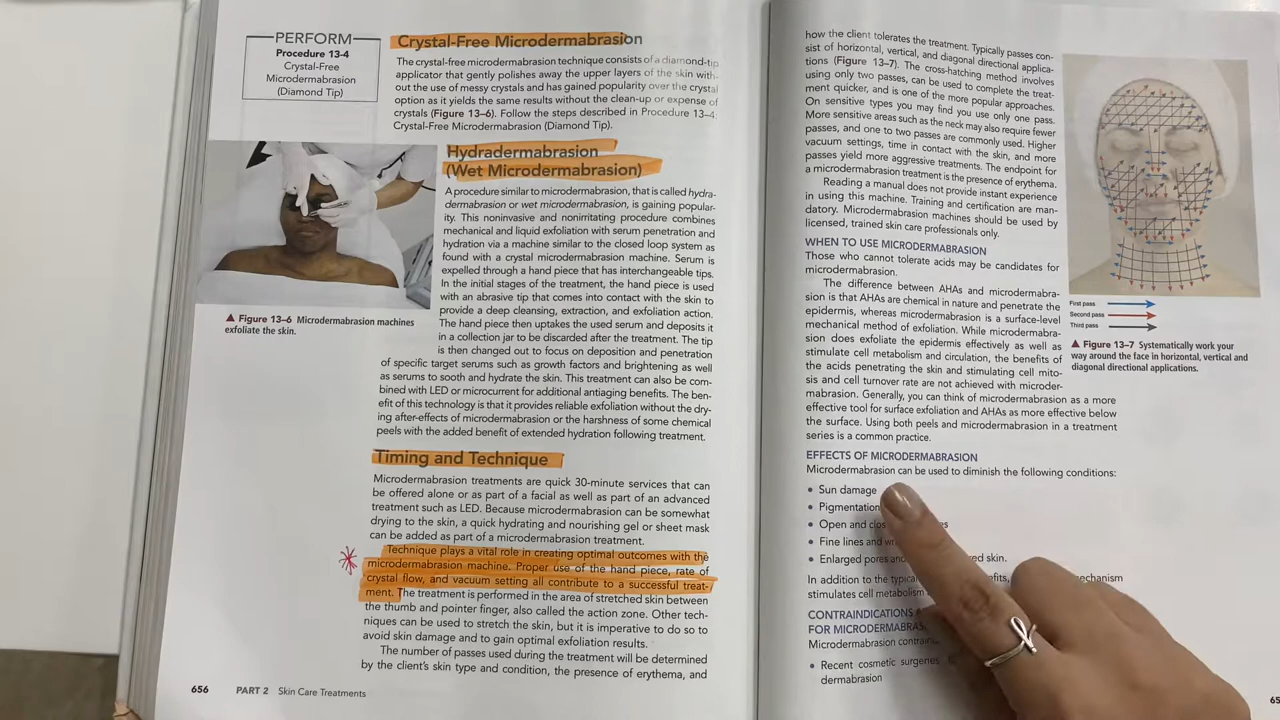 PERFORM
Procedure 13-4
Crystal-Free
Microdermabrasion
(Diamond Tip)
Crystal-Free Microdermabrasion
The crystal-free microdermabrasion technique consists of a diamond-tip
applicator that gently polishes away the upper layers of the skin with-
out the use of messy crystals and has gained popularity over the crystal
option as it yields the same results without the clean-up or expense of
crystals (Figure 13–6). Follow the steps described in Procedure 13–4:
Crystal-Free Microdermabrasion (Diamond Tip).
▲ Figure 13–6 Microdermabrasion machines
exfoliate the skin.
Hydradermabrasion
(Wet Microdermabrasion)
A procedure similar to microdermabrasion, that is called hydra-
dermabrasion or wet microdermabrasion, is gaining popular-
ity. This noninvasive and nonirritating procedure combines
mechanical and liquid exfoliation with serum penetration and
hydration via a machine similar to the closed loop system as
found with a crystal microdermabrasion machine. Serum is
expelled through a hand piece that has interchangeable tips.
In the initial stages of the treatment, the hand piece is used
with an abrasive tip that comes into contact with the skin to
provide a deep cleansing, extraction, and exfoliation action.
The hand piece then uptakes the used serum and deposits it
in a collection jar to be discarded after the treatment. The tip
is then changed out to focus on deposition and penetration
of specific target serums such as growth factors and brightening as well
as serums to sooth and hydrate the skin. This treatment can also be com-
bined with LED or microcurrent for additional antiaging benefits. The ben-
efit of this technology is that it provides reliable exfoliation without the dry-
ing after-effects of microdermabrasion or the harshness of some chemical
peels with the added benefit of extended hydration following treatment.
Timing and Technique
Microdermabrasion treatments are quick 30-minute services that can
be offered alone or as part of a facial as well as part of an advanced
treatment such as LED. Because microdermabrasion can be somewhat
drying to the skin, a quick hydrating and nourishing gel or sheet mask
can be added as part of a microdermabrasion treatment.
Technique plays a vital role in creating optimal outcomes with the
microdermabrasion machine. Proper use of the hand piece, rate of
crystal flow, and vacuum setting all contribute to a successful treat-
ment. The treatment is performed in the area of stretched skin between
the thumb and pointer finger, also called the action zone. Other tech-
niques can be used to stretch the skin, but it is imperative to do so to
avoid skin damage and to gain optimal exfoliation results.
The number of passes used during the treatment will be determined
by the client's skin type and condition, the presence of erythema, and
656 PART 2 Skin Care Treatments
how the client tolerates the treatment. Typically passes con-
sist of horizontal, vertical, and diagonal directional applica-
tions (Figure 13–7). The cross-hatching method involves
using only two passes, can be used to complete the treat-
ment quicker, and is one of the more popular approaches.
On sensitive types you may find you use only one pass.
More sensitive areas such as the neck may also require fewer
passes, and one to two passes are commonly used. Higher
vacuum settings, time in contact with the skin, and more
passes yield more aggressive treatments. The endpoint for
a microdermabrasion treatment is the presence of erythema.
Reading a manual does not provide instant experience
in using this machine. Training and certification are man-
datory. Microdermabrasion machines should be used by
licensed, trained skin care professionals only.
WHEN TO USE MICRODERMABRASION
Those who cannot tolerate acids may be candidates for
microdermabrasion.
The difference between AHAs and microdermabra-
sion is that AHAs are chemical in nature and penetrate the
epidermis, whereas microdermabrasion is a surface-level
mechanical method of exfoliation. While microdermabra-
sion does exfoliate the epidermis effectively as well as
stimulate cell metabolism and circulation, the benefits of
the acids penetrating the skin and stimulating cell mito-
sis and cell turnover rate are not achieved with microder-
mabrasion. Generally, you can think of microdermabrasion as a more
effective tool for surface exfoliation and AHAs as more effective below
the surface. Using both peels and microdermabrasion in a treatment
series is a common practice.
First pass
Second pass
Third pass
▲ Figure 13–7 Systematically work your
way around the face in horizontal, vertical and
diagonal directional applications.
EFFECTS OF MICRODERMABRASION
Microdermabrasion can be used to diminish the following conditions:
• Sun damage
• Pigmentation
• Open and
• Fine lines and
• Enlarged pores skin.
In addition to the
stimulates cell metabolism
CONTRAINDICATIONS
FOR
Microdermabrasion
• Recent cosmetic
dermabrasion